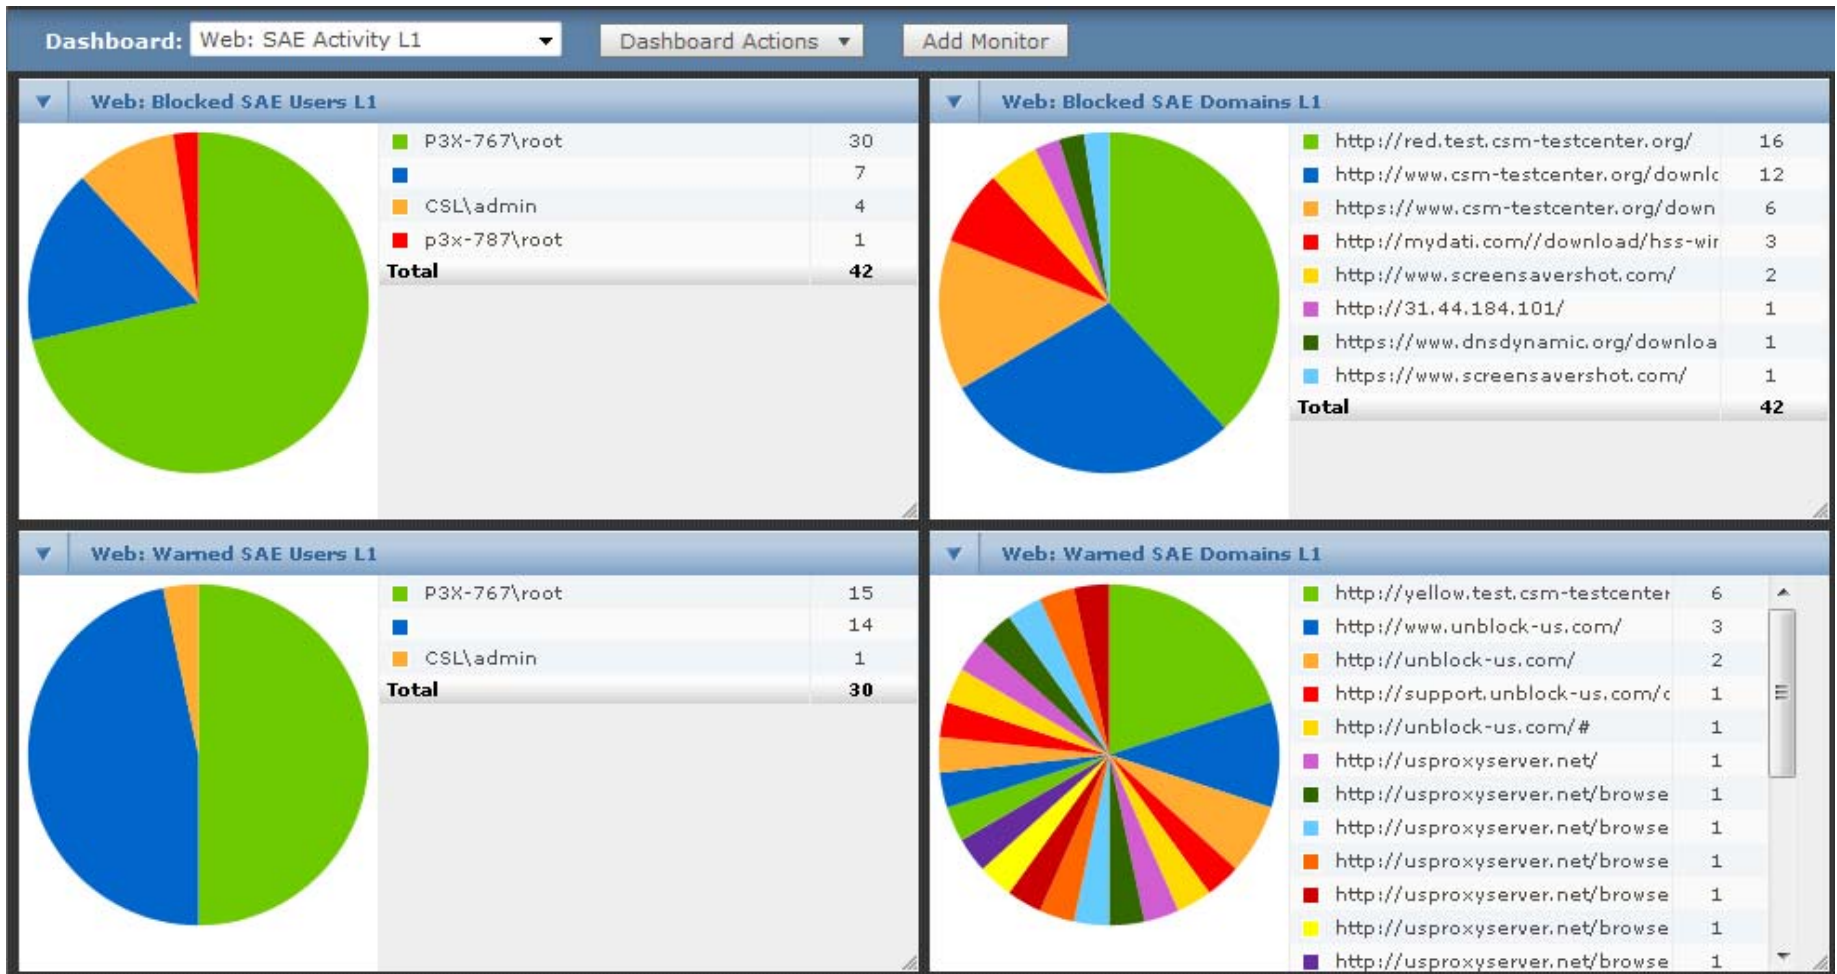 Dashboard: Web: SAE Activity L1 Dashboard Actions Add Monitor
Web: Blocked SAE Users L1
P3X-767\root 30
7
CSL\admin 4
p3x-787\root 1
Total 42
Web: Blocked SAE Domains L1
http://red.test.csm-testcenter.org/ 16
http://www.csm-testcenter.org/downlc 12
https://www.csm-testcenter.org/down 6
http://mydati.com//download/hss-wir 3
http://www.screensavershot.com/ 2
http://31.44.184.101/ 1
https://www.dnsdynamic.org/downloa 1
https://www.screensavershot.com/ 1
Total 42
Web: Warned SAE Users L1
P3X-767\root 15
14
CSL\admin 1
Total 30
Web: Warned SAE Domains L1
http://yellow.test.csm-testcenter 6
http://www.unblock-us.com/ 3
http://unblock-us.com/ 2
http://support.unblock-us.com/c 1
http://unblock-us.com/# 1
http://usproxyserver.net/ 1
http://usproxyserver.net/browse 1
http://usproxyserver.net/browse 1
http://usproxyserver.net/browse 1
http://usproxyserver.net/browse 1
http://usproxyserver.net/browse 1
http://usproxyserver.net/browse 1